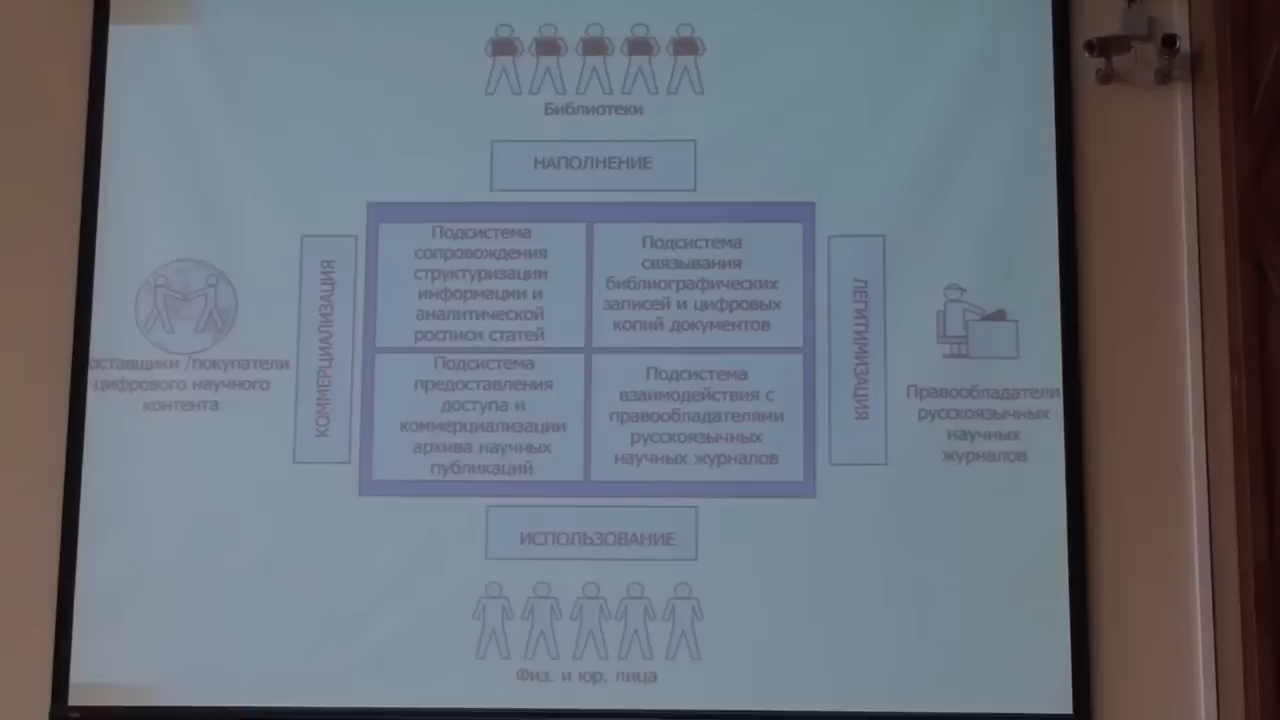 Библиотеки
НАПОЛНЕНИЕ
КОММЕРЦИАЛИЗАЦИЯ
Подсистема
сопровождения
структуризации
информации и
аналитической
росписи статей
Подсистема
связывания
библиографических
записей и цифровых
копий документов
ЛЕГИТИМИЗАЦИЯ
оставщики /покупатели
цифрового научного
контента
Подсистема
предоставления
доступа и
коммерциализации
архива научных
публикаций
Подсистема
взаимодействия с
правообладателями
русскоязычных
научных журналов
Правообладатели
русскоязычных
научных
журналов
ИСПОЛЬЗОВАНИЕ
Физ. и юр. лица